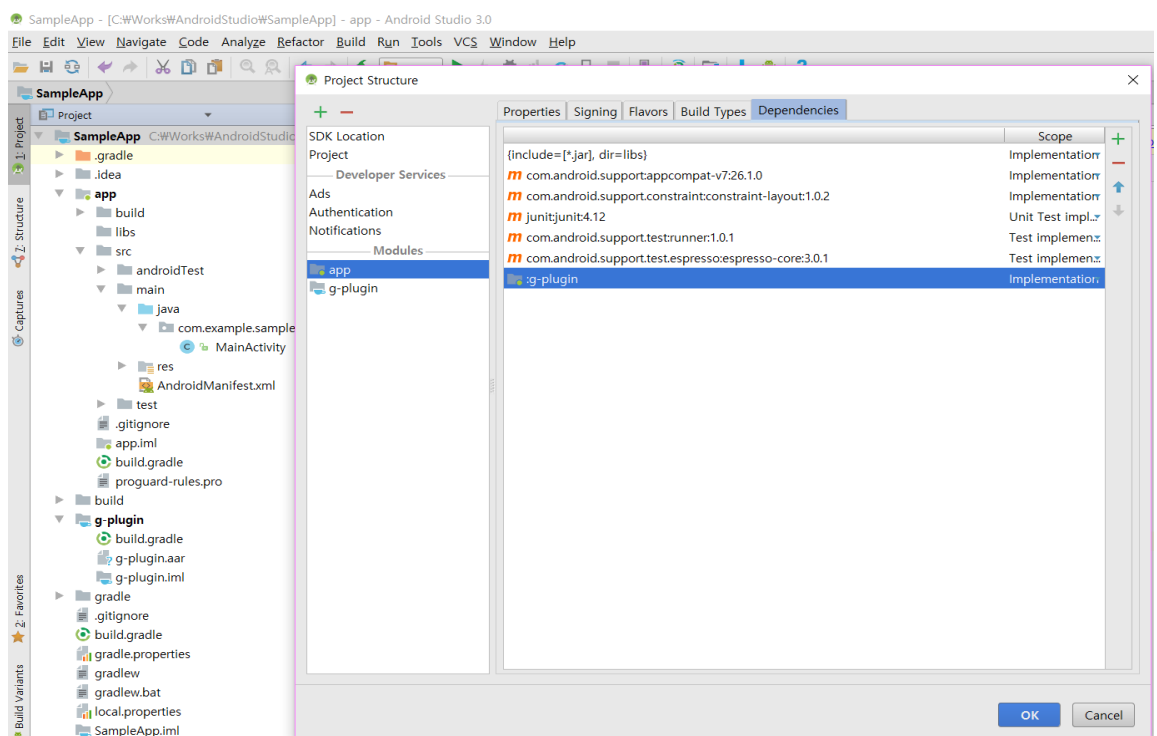 SampleApp - [C:₩Works₩AndroidStudio₩SampleApp] - app - Android Studio 3.0
File Edit View Navigate Code Analyze Refactor Build Run Tools VCS Window Help
SampleApp
Project
SampleApp C:₩Works₩AndroidStudio
.gradle
.idea
app
build
libs
src
androidTest
main
java
com.example.sample
MainActivity
res
AndroidManifest.xml
test
.gitignore
app.iml
build.gradle
proguard-rules.pro
build
g-plugin
build.gradle
g-plugin.aar
g-plugin.iml
gradle
.gitignore
build.gradle
gradle.properties
gradlew
gradlew.bat
local.properties
SampleApp.iml
1: Project
Z: Structure
Captures
2: Favorites
Build Variants
Project Structure
SDK Location
Project
Developer Services
Ads
Authentication
Notifications
Modules
app
g-plugin
Properties Signing Flavors Build Types Dependencies
Scope
{include=[*.jar], dir=libs} Implementation
m com.android.support:appcompat-v7:26.1.0 Implementation
m com.android.support.constraint:constraint-layout:1.0.2 Implementation
m junit:junit:4.12 Unit Test impl...
m com.android.support.test:runner:1.0.1 Test implemen...
m com.android.support.test.espresso:espresso-core:3.0.1 Test implemen...
:g-plugin Implementation
OK Cancel